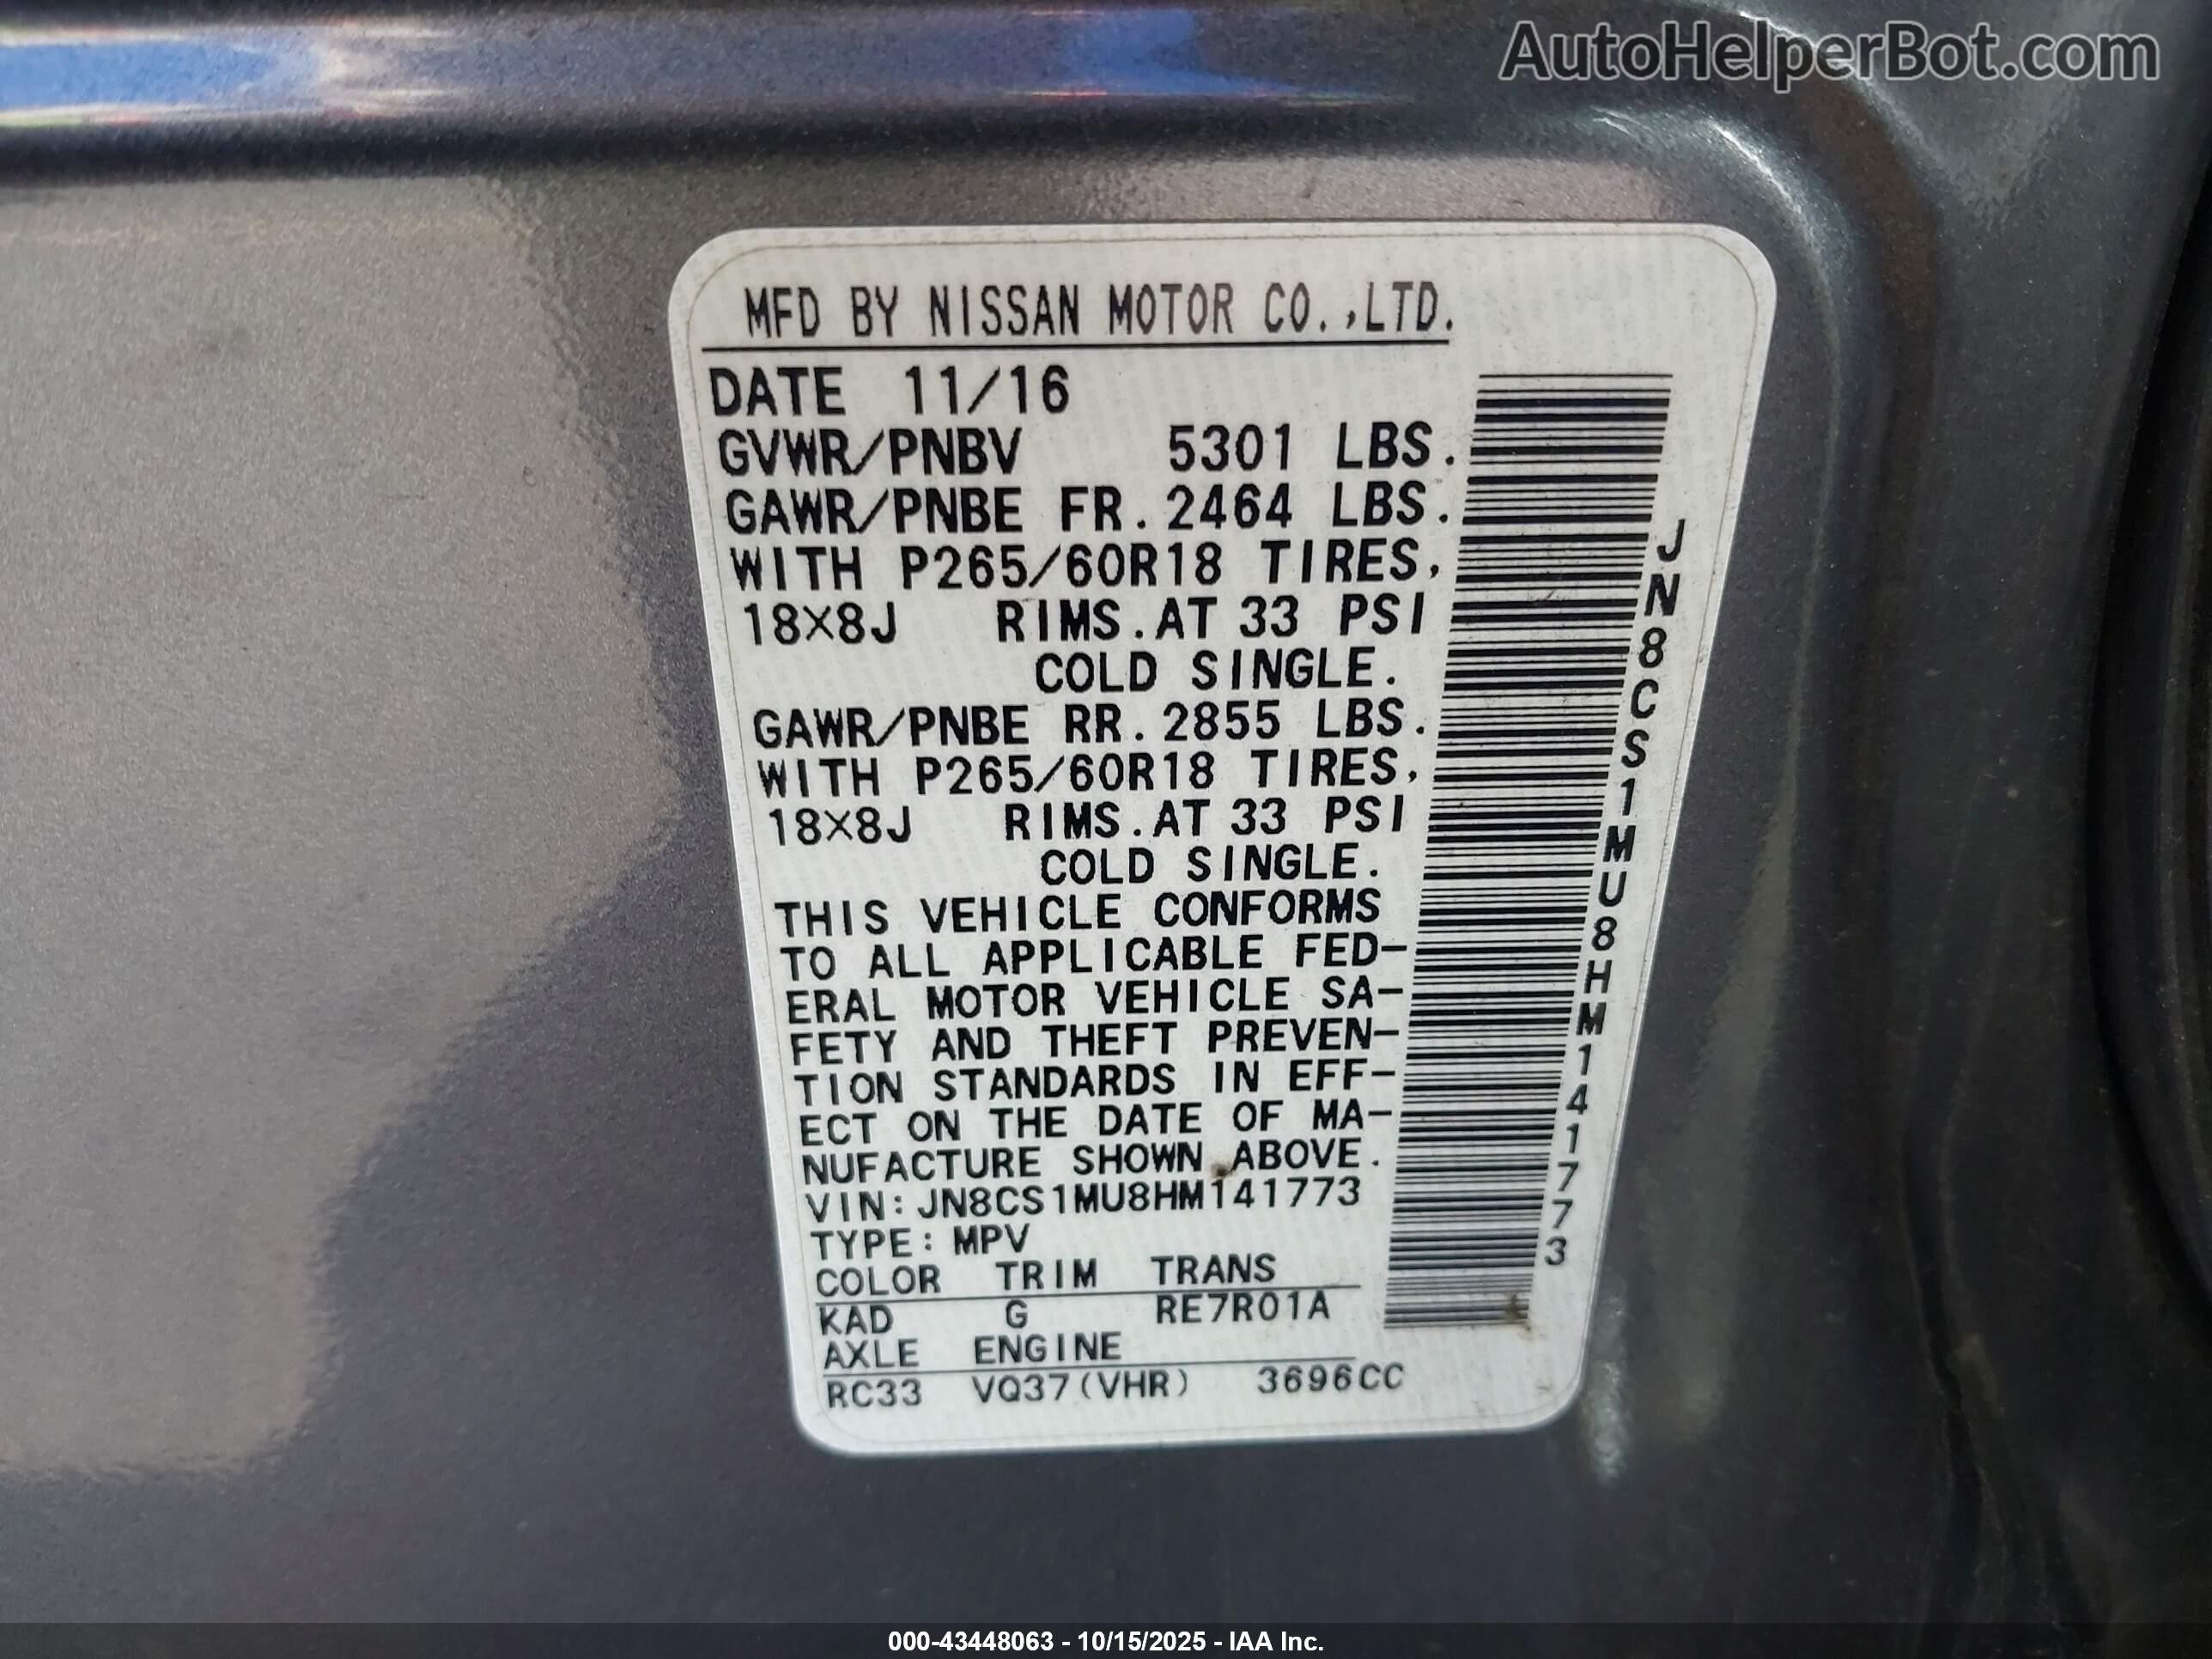 AutoHelperBot.com
MFD BY NISSAN MOTOR CO.,LTD.
DATE 11/16
GVWR/PNBV 5301 LBS.
GAWR/PNBE FR.2464 LBS.
WITH P265/60R18 TIRES,
18X8J RIMS.AT 33 PSI
COLD SINGLE.
GAWR/PNBE RR.2855 LBS.
WITH P265/60R18 TIRES,
18X8J RIMS.AT 33 PSI
COLD SINGLE.
THIS VEHICLE CONFORMS
TO ALL APPLICABLE FED-
ERAL MOTOR VEHICLE SA-
FETY AND THEFT PREVEN-
TION STANDARDS IN EFF-
ECT ON THE DATE OF MA-
NUFACTURE SHOWN ABOVE.
VIN:JN8CS1MU8HM141773
TYPE:MPV
COLOR TRIM TRANS
KAD G RE7R01A
AXLE ENGINE
RC33 VQ37(VHR) 3696CC
JN8CS1MU8HM141773
000-43448063 - 10/15/2025 - IAA Inc.